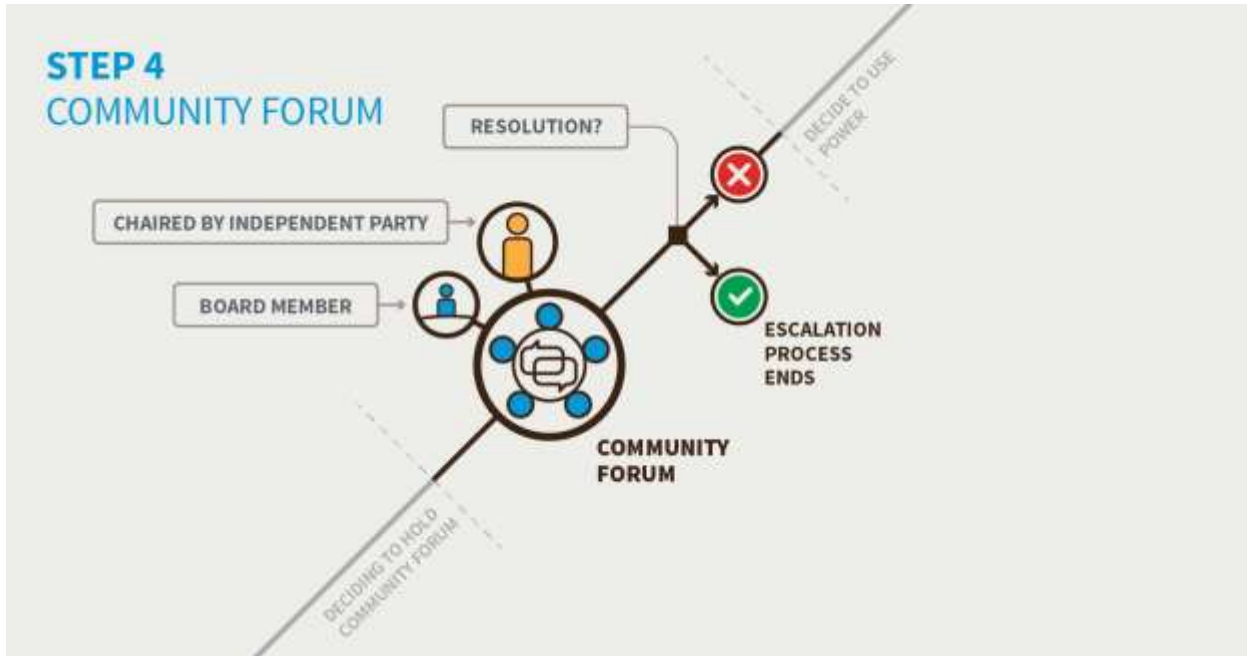 STEP 4
COMMUNITY FORUM
RESOLUTION?
DECIDE TO USE
POWER
CHAIRED BY INDEPENDENT PARTY
BOARD MEMBER
ESCALATION
PROCESS
ENDS
COMMUNITY
FORUM
DECIDING TO HOLD
COMMUNITY FORUM